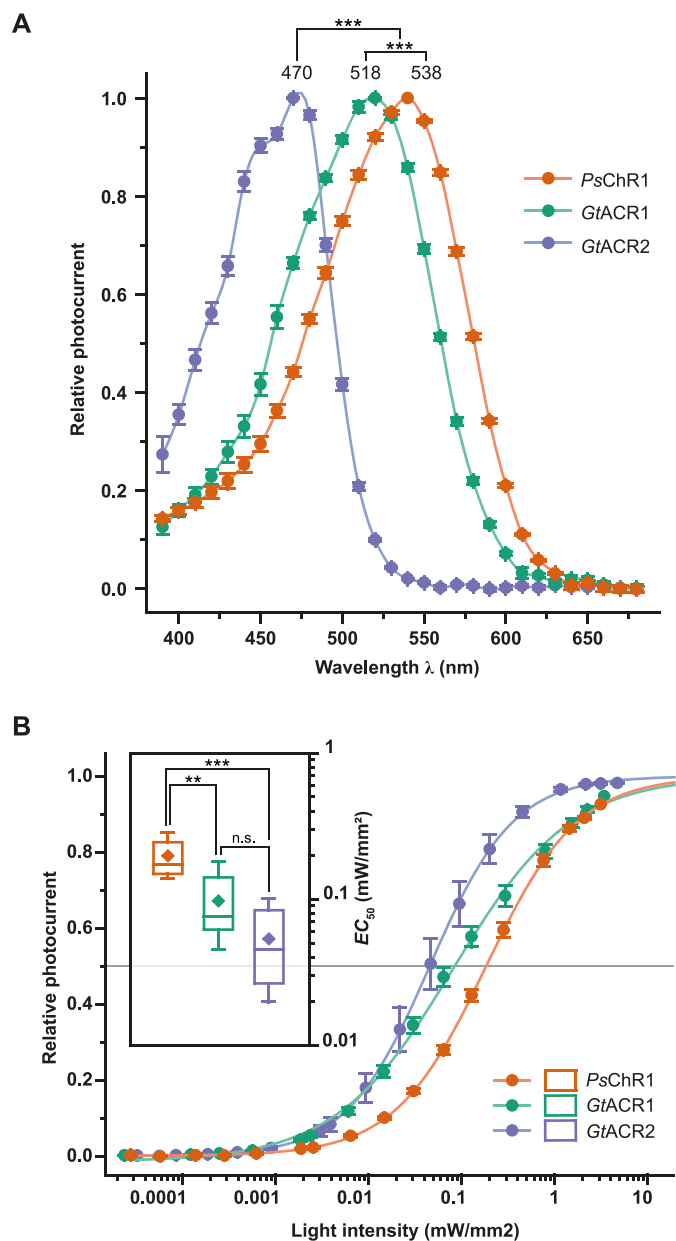 A
***
***
470 518 538
1.0
0.8
0.6
0.4
0.2
0.0
Relative photocurrent
PsChR1
GtACR1
GtACR2
400 450 500 550 600 650
Wavelength λ (nm)
B
1.0
0.8
0.6
0.4
0.2
0.0
Relative photocurrent
***
**
n.s.
1
0.1
0.01
EC50 (mW/mm²)
PsChR1
GtACR1
GtACR2
0.0001 0.001 0.01 0.1 1 10
Light intensity (mW/mm2)